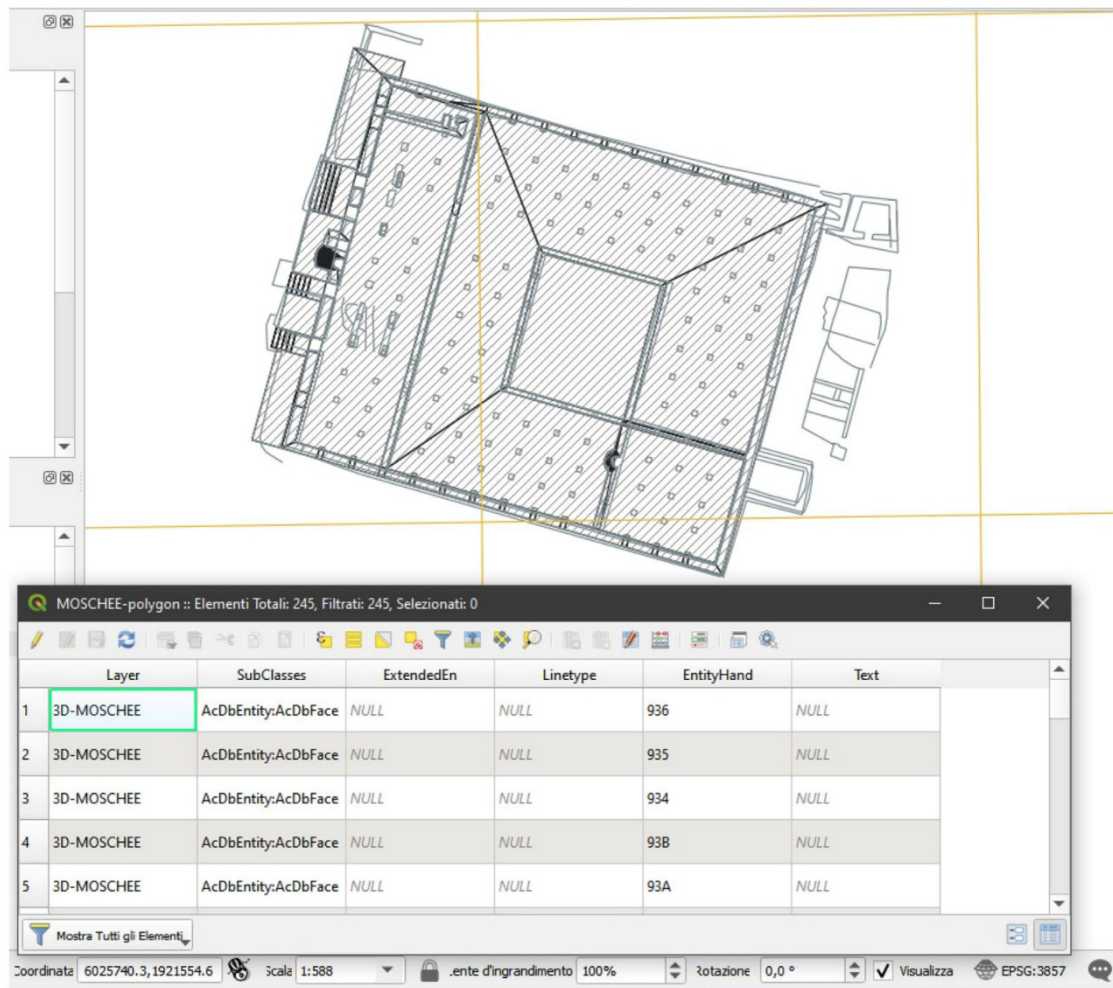 MOSCHEE-polygon :: Elementi Totali: 245, Filtrati: 245, Selezionati: 0
Layer SubClasses ExtendedEn Linetype EntityHand Text
1 3D-MOSCHEE AcDbEntity:AcDbFace NULL NULL 936 NULL
2 3D-MOSCHEE AcDbEntity:AcDbFace NULL NULL 935 NULL
3 3D-MOSCHEE AcDbEntity:AcDbFace NULL NULL 934 NULL
4 3D-MOSCHEE AcDbEntity:AcDbFace NULL NULL 93B NULL
5 3D-MOSCHEE AcDbEntity:AcDbFace NULL NULL 93A NULL
Mostra Tutti gli Elementi
Coordinata 6025740.3,1921554.6 Scala 1:588 .ente d'ingrandimento 100% Rotazione 0,0 ° Visualizza EPSG:3857